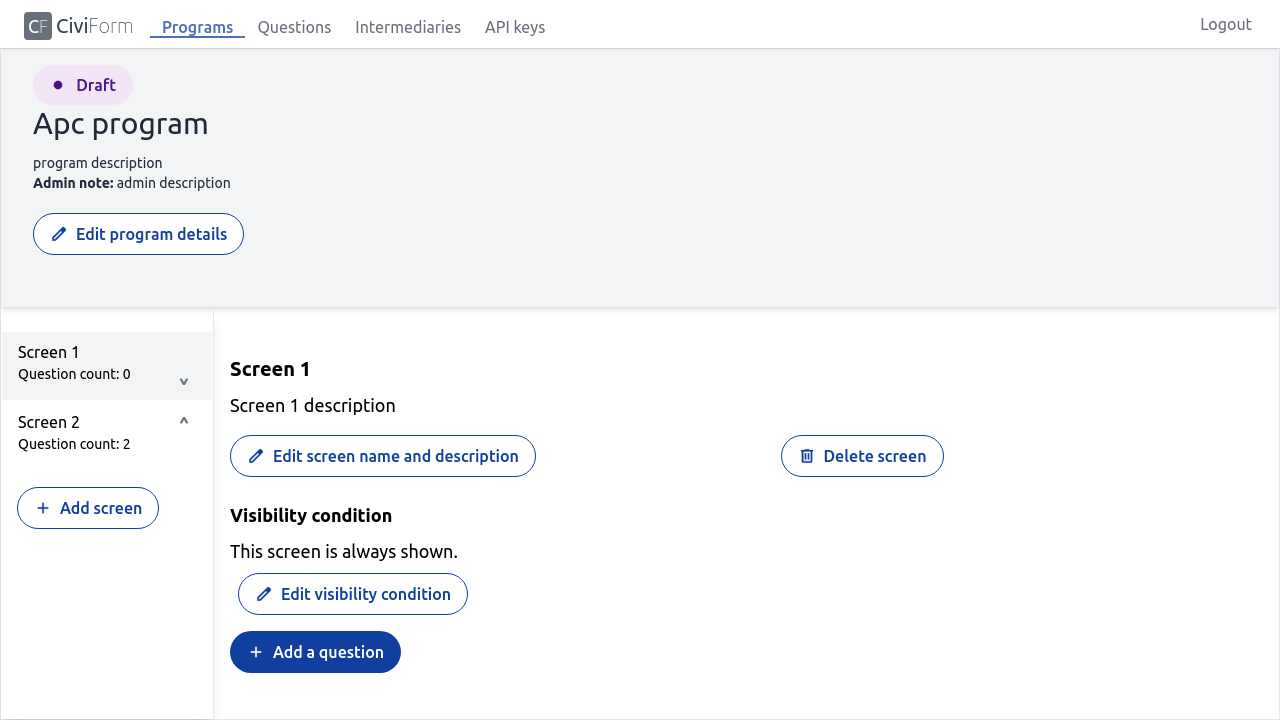 CF CiviForm Programs Questions Intermediaries API keys Logout
Draft
Apc program
program description
Admin note: admin description
Edit program details
Screen 1
Question count: 0
Screen 2
Question count: 2
Add screen
Screen 1
Screen 1 description
Edit screen name and description Delete screen
Visibility condition
This screen is always shown.
Edit visibility condition
Add a question